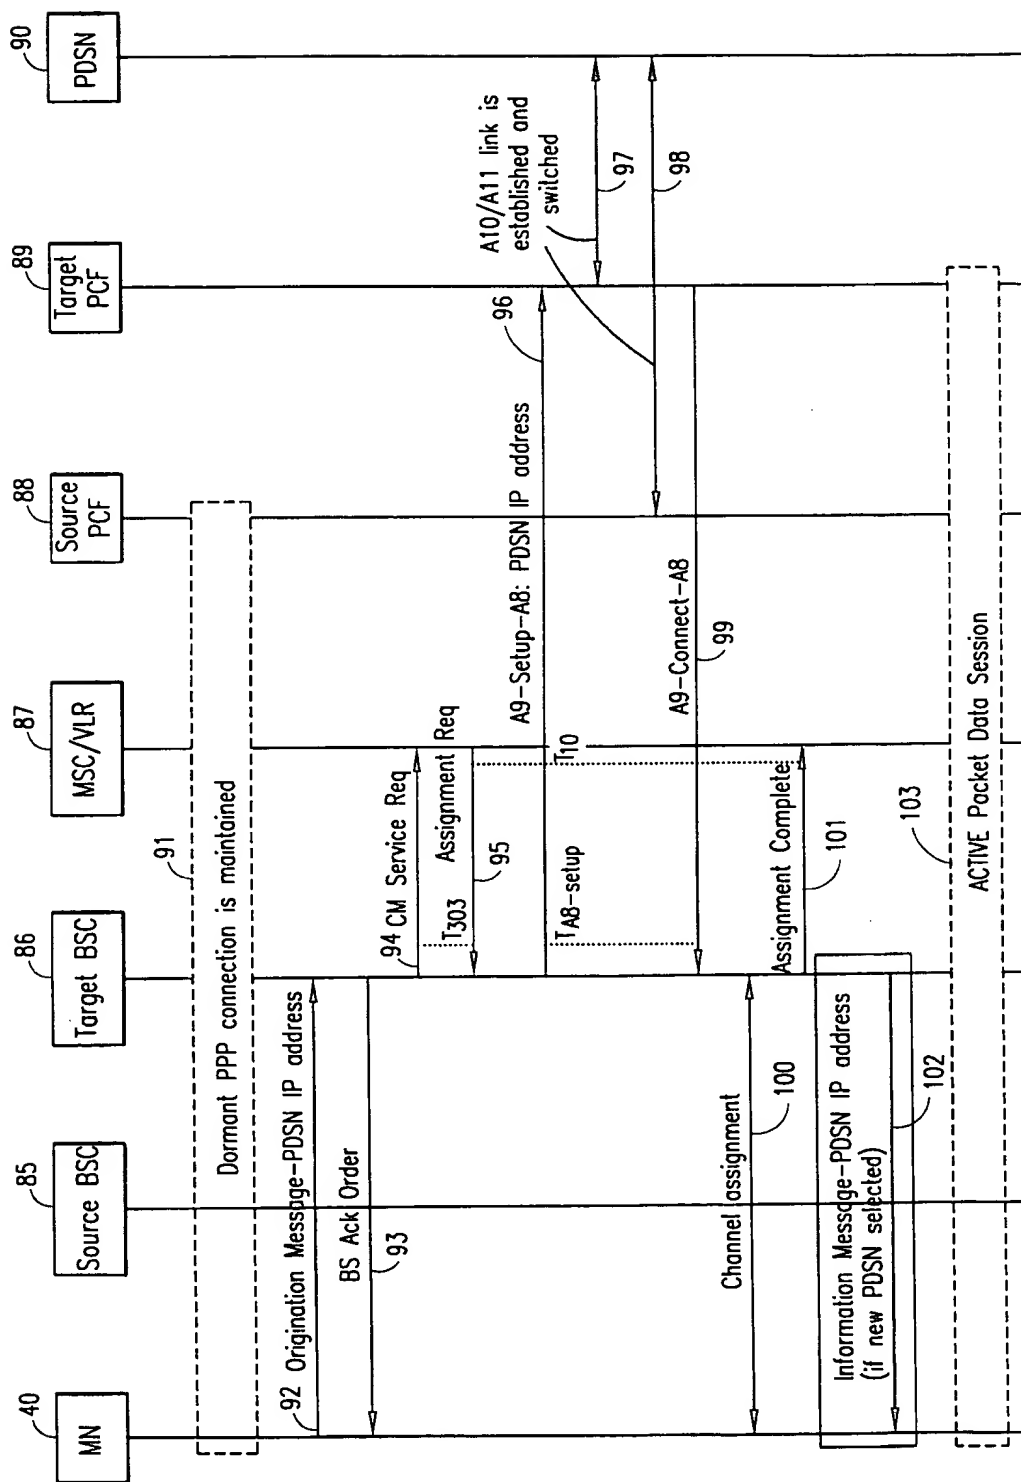 40
MN
85
Source BSC
86
Target BSC
87
MSC/VLR
88
Source
PCF
89
Target
PCF
90
PDSN
91
Dormant PPP connection is maintained
92 Origination Message-PDSN IP address
BS Ack Order
93
94 CM Service Req
T303
Assignment Req
95
A9-Setup-A8: PDSN IP address
96
TA8-setup
T10
A10/A11 link is
established and
switched
97
98
A9-Connect-A8
99
Channel assignment
100
Assignment Complete
101
Information Message-PDSN IP address
(if new PDSN selected)
102
103
ACTIVE Packet Data Session